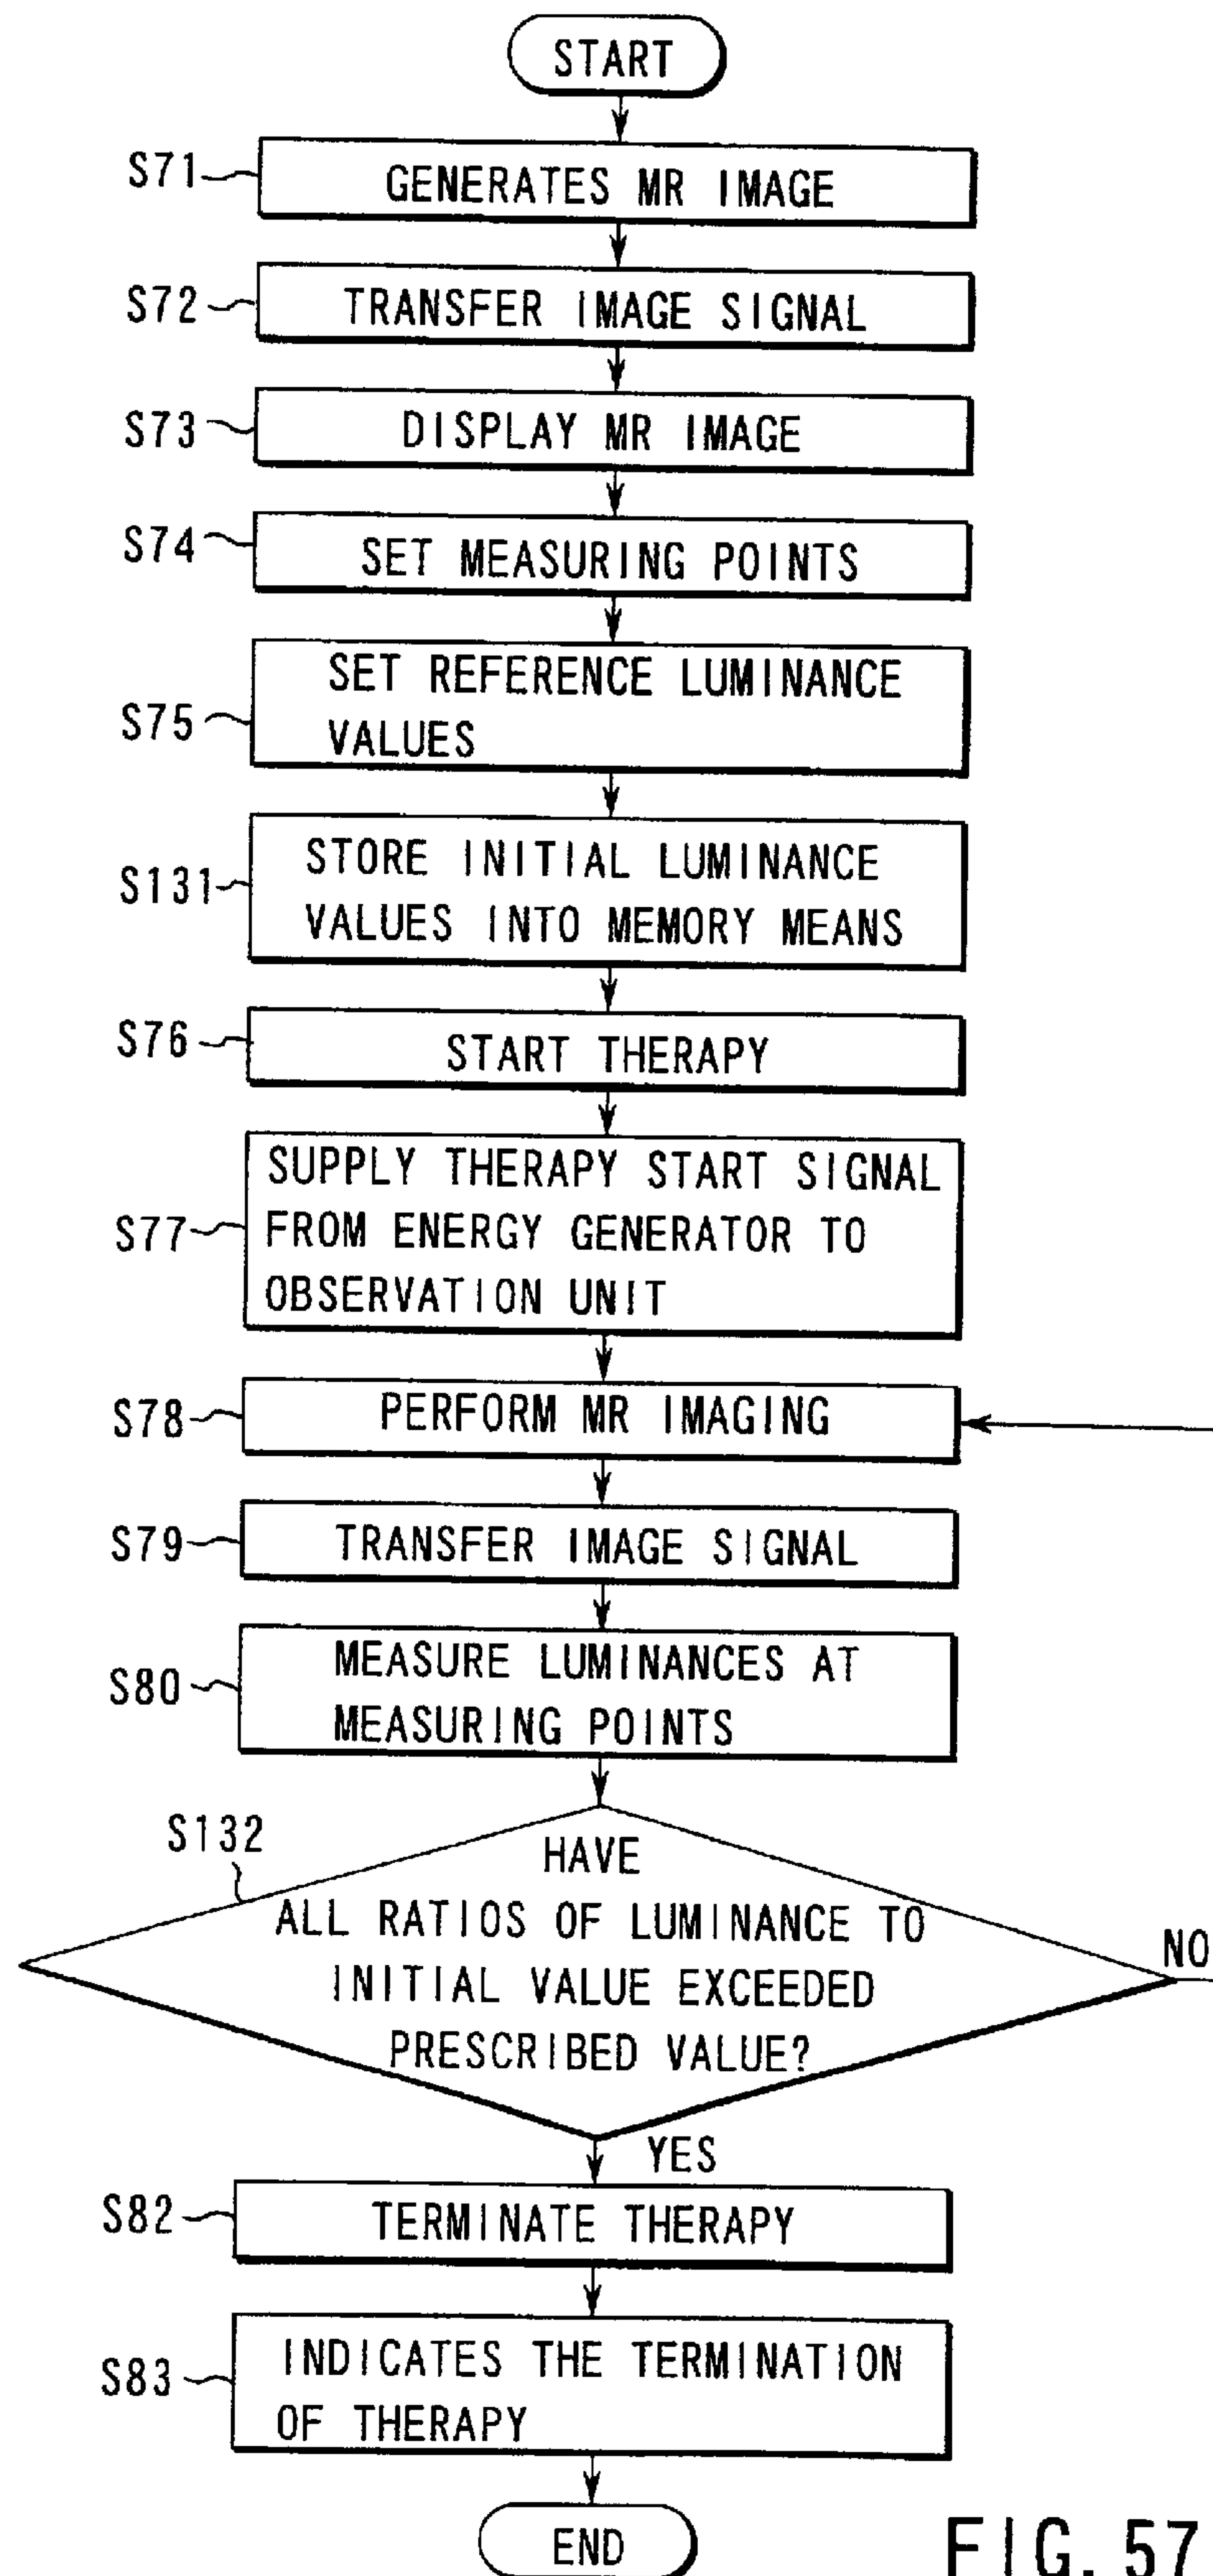 START
S71
GENERATES MR IMAGE
S72
TRANSFER IMAGE SIGNAL
S73
DISPLAY MR IMAGE
S74
SET MEASURING POINTS
S75
SET REFERENCE LUMINANCE
VALUES
S131
STORE INITIAL LUMINANCE
VALUES INTO MEMORY MEANS
S76
START THERAPY
S77
SUPPLY THERAPY START SIGNAL
FROM ENERGY GENERATOR TO
OBSERVATION UNIT
S78
PERFORM MR IMAGING
S79
TRANSFER IMAGE SIGNAL
S80
MEASURE LUMINANCES AT
MEASURING POINTS
S132
HAVE
ALL RATIOS OF LUMINANCE TO
INITIAL VALUE EXCEEDED
PRESCRIBED VALUE?
NO
YES
S82
TERMINATE THERAPY
S83
INDICATES THE TERMINATION
OF THERAPY
END
FIG. 57